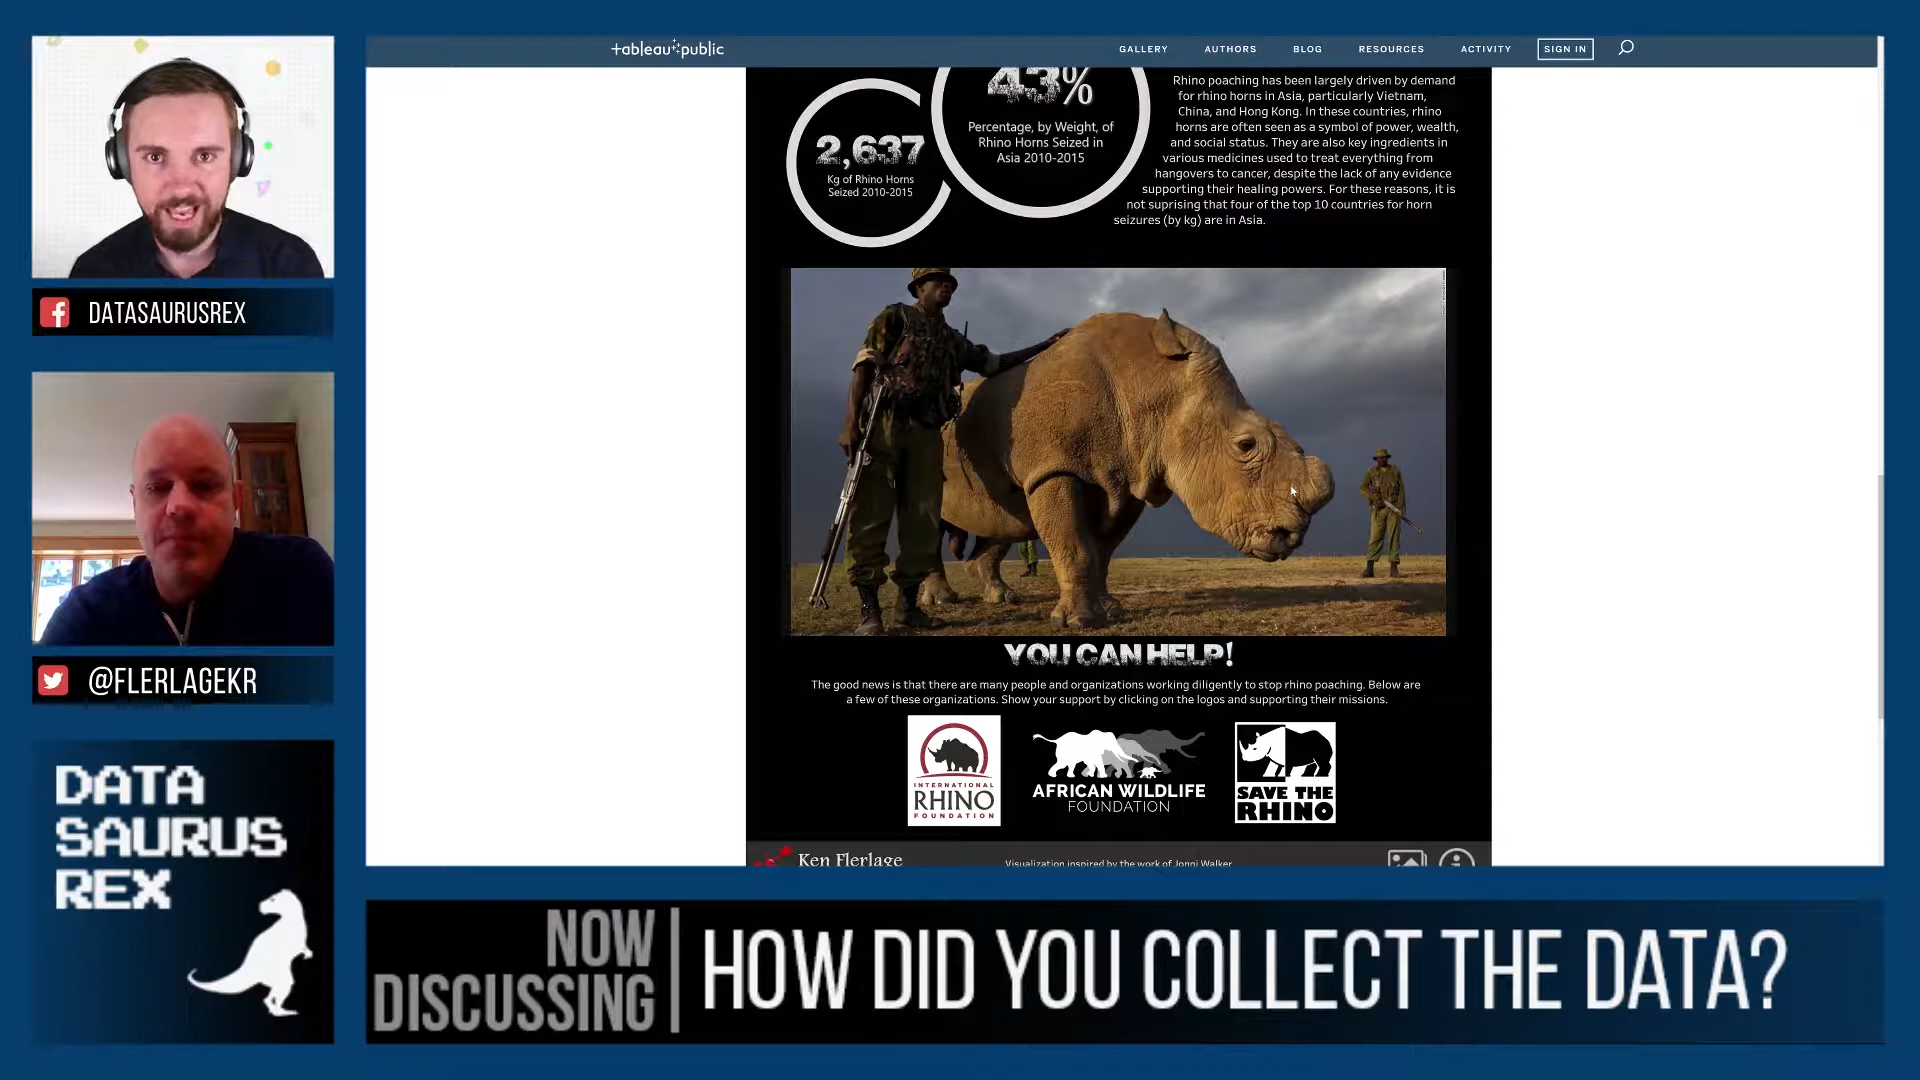 +ableau public
GALLERY
AUTHORS
BLOG
RESOURCES
ACTIVITY
SIGN IN
2,637
Kg of Rhino Horns
Seized 2010-2015
43%
Percentage, by Weight, of
Rhino Horns Seized in
Asia 2010-2015
Rhino poaching has been largely driven by demand
for rhino horns in Asia, particularly Vietnam,
China, and Hong Kong. In these countries, rhino
horns are often seen as a symbol of power, wealth,
and social status. They are also key ingredients in
various medicines used to treat everything from
hangovers to cancer, despite the lack of any evidence
supporting their healing powers. For these reasons, it is
not suprising that four of the top 10 countries for horn
seizures (by kg) are in Asia.
YOU CAN HELP!
The good news is that there are many people and organizations working diligently to stop rhino poaching. Below are
a few of these organizations. Show your support by clicking on the logos and supporting their missions.
INTERNATIONAL
RHINO
FOUNDATION
AFRICAN WILDLIFE
FOUNDATION
SAVE THE
RHINO
Ken Flerlage
Visualization inspired by the work of Jonni Walker
DATASAURUSREX
@FLERLAGEKR
DATA
SAURUS
REX
NOW
DISCUSSING
HOW DID YOU COLLECT THE DATA?